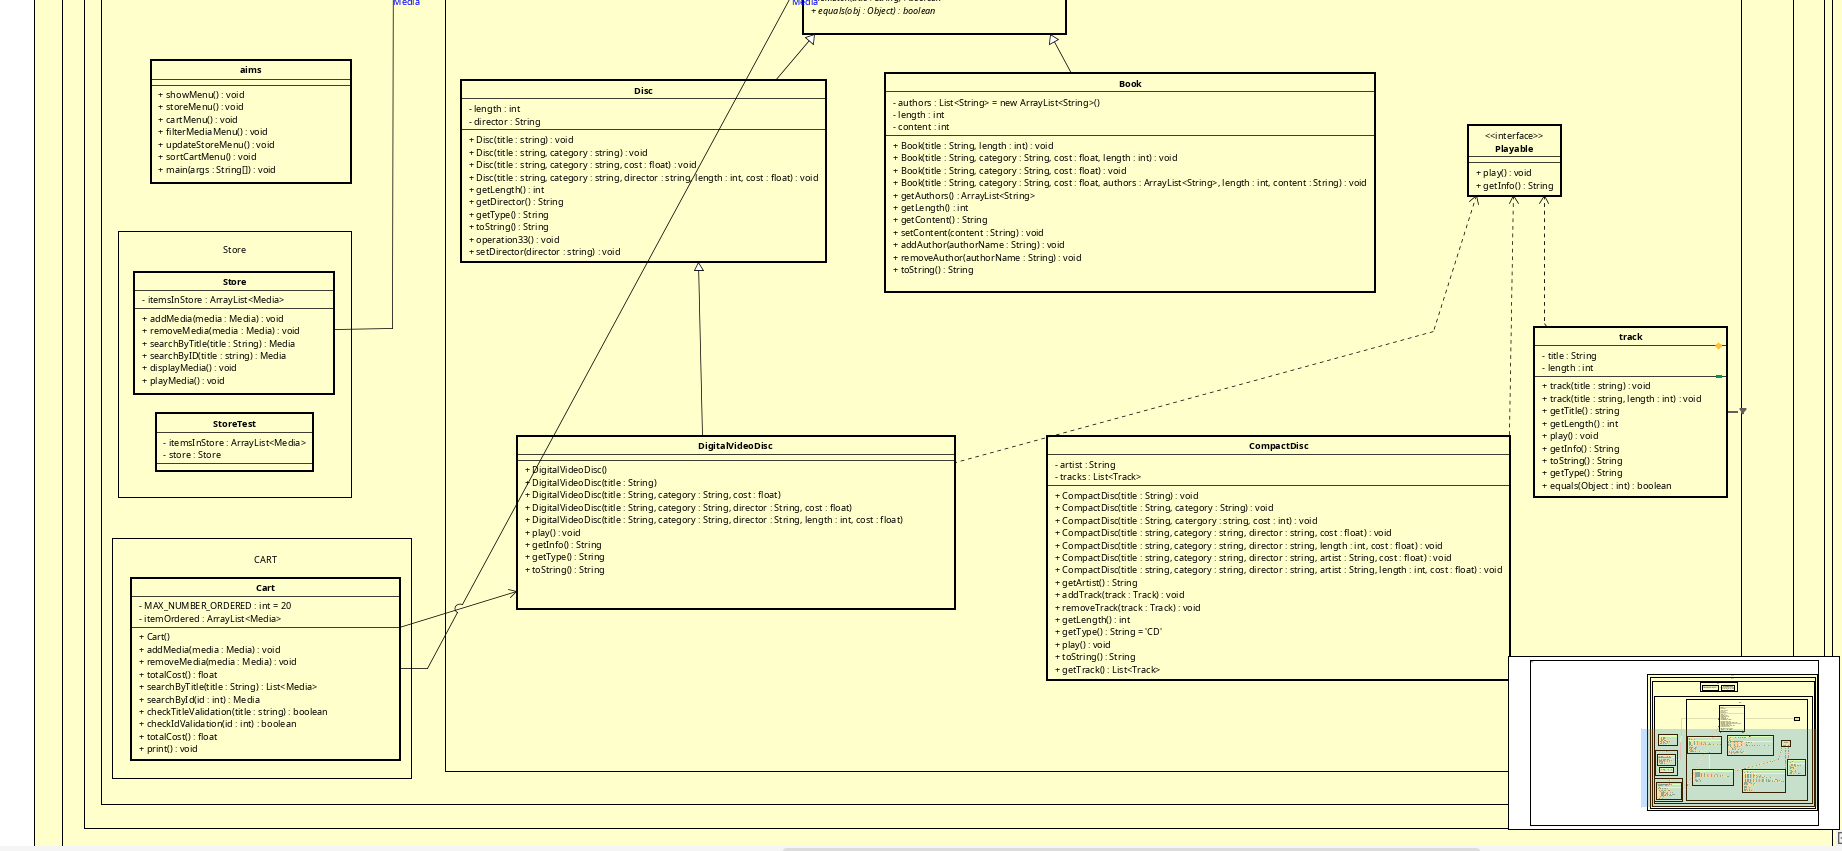 Media
Media
+ equals(obj : Object) : boolean
aims
+ showMenu() : void
+ storeMenu() : void
+ cartMenu() : void
+ filterMediaMenu() : void
+ updateStoreMenu() : void
+ sortCartMenu() : void
+ main(args : String[]) : void
Disc
- length : int
- director : String
+ Disc(title : string) : void
+ Disc(title : string, category : string) : void
+ Disc(title : string, category : string, cost : float) : void
+ Disc(title : string, category : string, director : string, length : int, cost : float) : void
+ getLength() : int
+ getDirector() : String
+ getType() : String
+ toString() : String
+ operation33() : void
+ setDirector(director : string) : void
Book
- authors : List<String> = new ArrayList<String>()
- length : int
- content : int
+ Book(title : String, length : int) : void
+ Book(title : String, category : String, cost : float, length : int) : void
+ Book(title : String, category : String, cost : float) : void
+ Book(title : String, category : String, cost : float, authors : ArrayList<String>, length : int, content : String) : void
+ getAuthors() : ArrayList<String>
+ getLength() : int
+ getContent() : String
+ setContent(content : String) : void
+ addAuthor(authorName : String) : void
+ removeAuthor(authorName : String) : void
+ toString() : String
<<interface>>
Playable
+ play() : void
+ getInfo() : String
Store
Store
- itemsInStore : ArrayList<Media>
+ addMedia(media : Media) : void
+ removeMedia(media : Media) : void
+ searchByTitle(title : String) : Media
+ searchByID(title : string) : Media
+ displayMedia() : void
+ playMedia() : void
StoreTest
- itemsInStore : ArrayList<Media>
- store : Store
track
- title : String
- length : int
+ track(title : string) : void
+ track(title : string, length : int) : void
+ getTitle() : string
+ getLength() : int
+ play() : void
+ getInfo() : String
+ toString() : String
+ getType() : String
+ equals(Object : int) : boolean
DigitalVideoDisc
+ DigitalVideoDisc()
+ DigitalVideoDisc(title : String)
+ DigitalVideoDisc(title : String, category : String, cost : float)
+ DigitalVideoDisc(title : String, category : String, director : String, cost : float)
+ DigitalVideoDisc(title : String, category : String, director : String, length : int, cost : float)
+ play() : void
+ getInfo() : String
+ getType() : String
+ toString() : String
CompactDisc
- artist : String
- tracks : List<Track>
+ CompactDisc(title : String) : void
+ CompactDisc(title : String, category : String) : void
+ CompactDisc(title : String, catergory : string, cost : int) : void
+ CompactDisc(title : string, category : string, director : string, cost : float) : void
+ CompactDisc(title : string, category : string, director : string, length : int, cost : float) : void
+ CompactDisc(title : string, category : string, director : string, artist : String, cost : float) : void
+ CompactDisc(title : string, category : string, director : string, artist : String, length : int, cost : float) : void
+ getArtist() : String
+ addTrack(track : Track) : void
+ removeTrack(track : Track) : void
+ getLength() : int
+ getType() : String = 'CD'
+ play() : void
+ toString() : String
+ getTrack() : List<Track>
CART
Cart
- MAX_NUMBER_ORDERED : int = 20
- itemOrdered : ArrayList<Media>
+ Cart()
+ addMedia(media : Media) : void
+ removeMedia(media : Media) : void
+ totalCost() : float
+ searchByTitle(title : String) : List<Media>
+ searchById(id : int) : Media
+ checkTitleValidation(title : string) : boolean
+ checkIdValidation(id : int) : boolean
+ totalCost() : float
+ print() : void